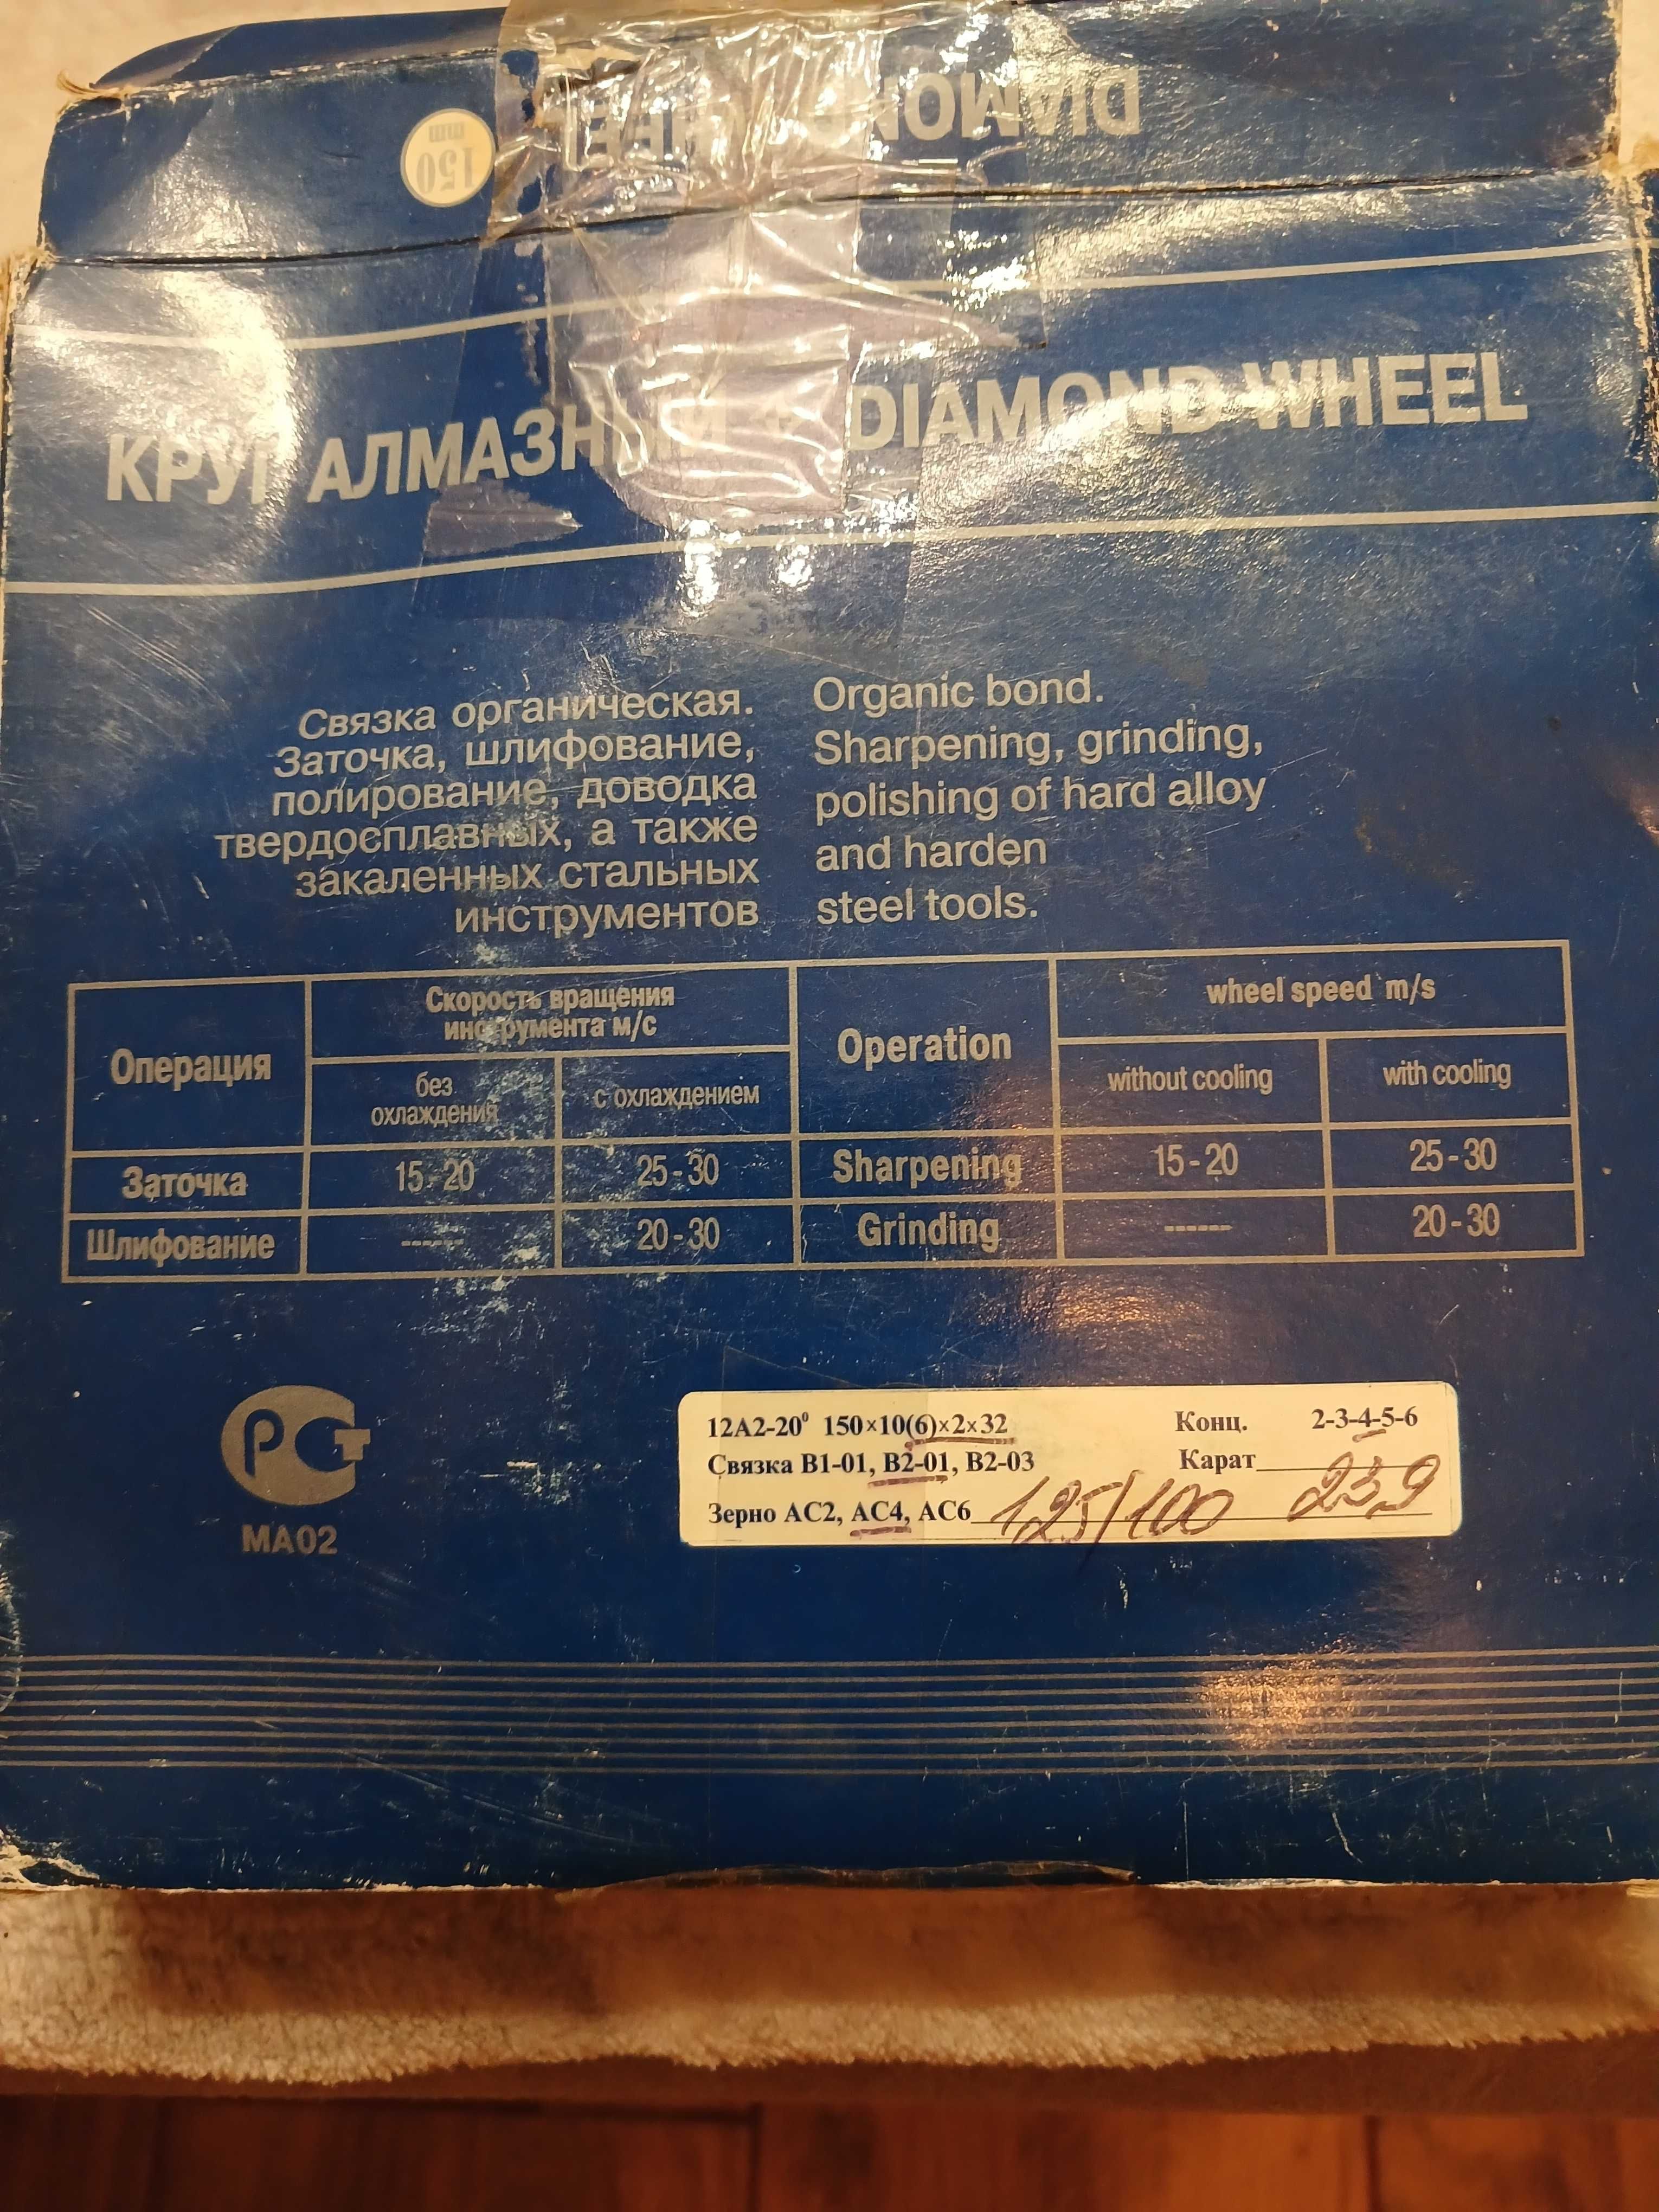 DIAMOND
150
mm
КРУГ АЛМАЗНЫЙ • DIAMOND WHEEL
Связка органическая.
Заточка, шлифование,
полирование, доводка
твердосплавных, а также
закаленных стальных
инструментов
Organic bond.
Sharpening, grinding,
polishing of hard alloy
and harden
steel tools.
Операция
Скорость вращения
инструмента м/с
без
охлаждения
с охлаждением
Operation
wheel speed m/s
without cooling
with cooling
Заточка 15-20 25-30 Sharpening 15-20 25-30
Шлифование ------ 20-30 Grinding ------ 20-30
РСТ
МА02
12А2-20⁰ 150×10(6)×2×32 Конц. 2-3-4-5-6
Связка В1-01, В2-01, В2-03 Карат 23,9
Зерно АС2, АС4, АС6 125/100